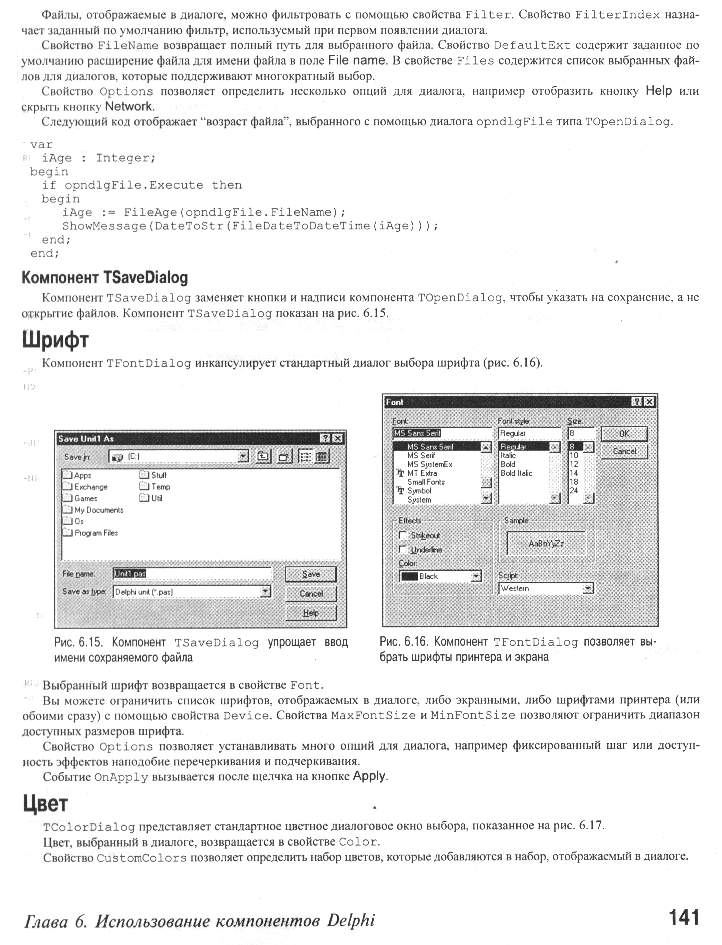 Файлы, отображаемые в диалоге, можно фильтровать с помощью свойства Filter. Свойство FilterIndex назна-
чает заданный по умолчанию фильтр, используемый при первом появлении диалога.
Свойство FileName возвращает полный путь для выбранного файла. Свойство DefaultExt содержит заданное по
умолчанию расширение файла для имени файла в поле File name. В свойстве Files содержится список выбранных фай-
лов для диалогов, которые поддерживают многократный выбор.
Свойство Options позволяет определить несколько опций для диалога, например отобразить кнопку Help или
скрыть кнопку Network.
Следующий код отображает “возраст файла”, выбранного с помощью диалога opndlgFile типа TOpenDialog.
var
iAge : Integer;
begin
if opndlgFile.Execute then
begin
iAge := FileAge(opndlgFile.FileName);
ShowMessage(DateToStr(FileDateToDateTime(iAge)));
end;
end;
Компонент TSaveDialog
Компонент TSaveDialog заменяет кнопки и надписи компонента TOpenDialog, чтобы указать на сохранение, а не
открытие файлов. Компонент TSaveDialog показан на рис. 6.15.
Шрифт
Компонент TFontDialog инкапсулирует стандартный диалог выбора шрифта (рис. 6.16).
Save Unit1 As
Save in: (C:)
Apps Stuff
Exchange Temp
Games Util
My Documents
Os
Program Files
File name: Unit1.pas Save
Save as type: Delphi unit (*.pas) Cancel
Help
Рис. 6.15. Компонент TSaveDialog упрощает ввод
имени сохраняемого файла
Font
Font: Font style: Size:
MS Sans Serif Regular 8 OK
MS Sans Serif Regular 8 Cancel
MS Serif Italic 10
MS SystemEx Bold 12
MT Extra Bold Italic 14
Small Fonts 18
Symbol 24
System
Effects Sample
Strikeout
Underline AaBbYyZz
Color:
Black Script:
Western
Рис. 6.16. Компонент TFontDialog позволяет вы-
брать шрифты принтера и экрана
Выбранный шрифт возвращается в свойстве Font.
Вы можете ограничить список шрифтов, отображаемых в диалоге, либо экранными, либо шрифтами принтера (или
обоими сразу) с помощью свойства Device. Свойства MaxFontSize и MinFontSize позволяют ограничить диапазон
доступных размеров шрифта.
Свойство Options позволяет устанавливать много опций для диалога, например фиксированный шаг или доступ-
ность эффектов наподобие перечеркивания и подчеркивания.
Событие OnApply вызывается после щелчка на кнопке Apply.
Цвет
TColorDialog представляет стандартное цветное диалоговое окно выбора, показанное на рис. 6.17.
Цвет, выбранный в диалоге, возвращается в свойстве Color.
Свойство CustomColors позволяет определить набор цветов, которые добавляются в набор, отображаемый в диалоге.
Глава 6. Использование компонентов Delphi 141